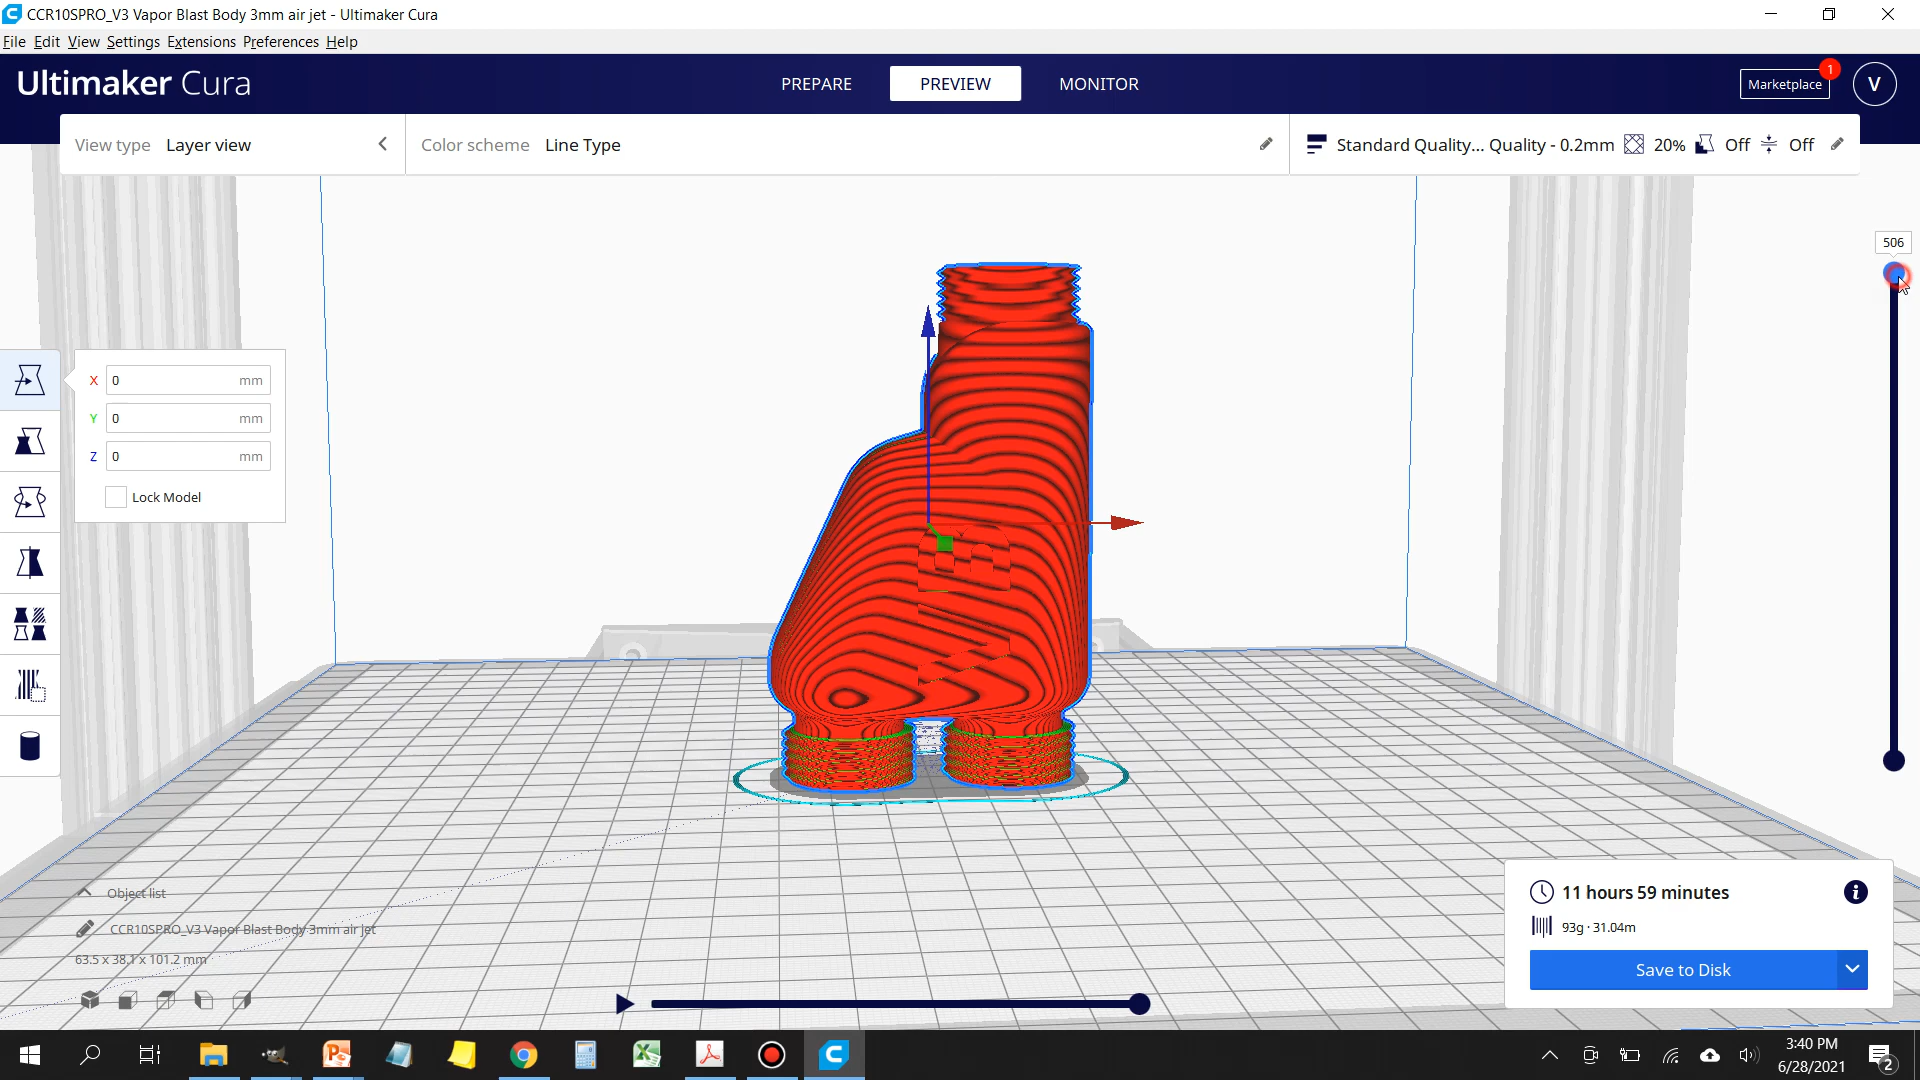 CCR10SPRO_V3 Vapor Blast Body 3mm air jet - Ultimaker Cura
File Edit View Settings Extensions Preferences Help
Ultimaker Cura
PREPARE PREVIEW MONITOR
Marketplace 1 V
View type Layer view
Color scheme Line Type
Standard Quality... Quality - 0.2mm 20% Off Off
506
X 0 mm
Y 0 mm
Z 0 mm
Lock Model
Object list
CCR10SPRO_V3 Vapor Blast Body 3mm air jet
63.5 x 38.1 x 101.2 mm
11 hours 59 minutes
93g · 31.04m
Save to Disk
3:40 PM
6/28/2021
2